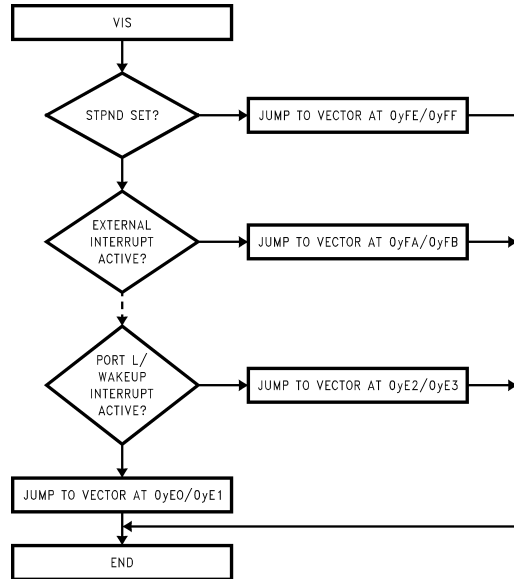 VIS
STPND SET?
JUMP TO VECTOR AT 0yFE/0yFF
EXTERNAL
INTERRUPT
ACTIVE?
JUMP TO VECTOR AT 0yFA/0yFB
PORT L/
WAKEUP
INTERRUPT
ACTIVE?
JUMP TO VECTOR AT 0yE2/0yE3
JUMP TO VECTOR AT 0yE0/0yE1
END